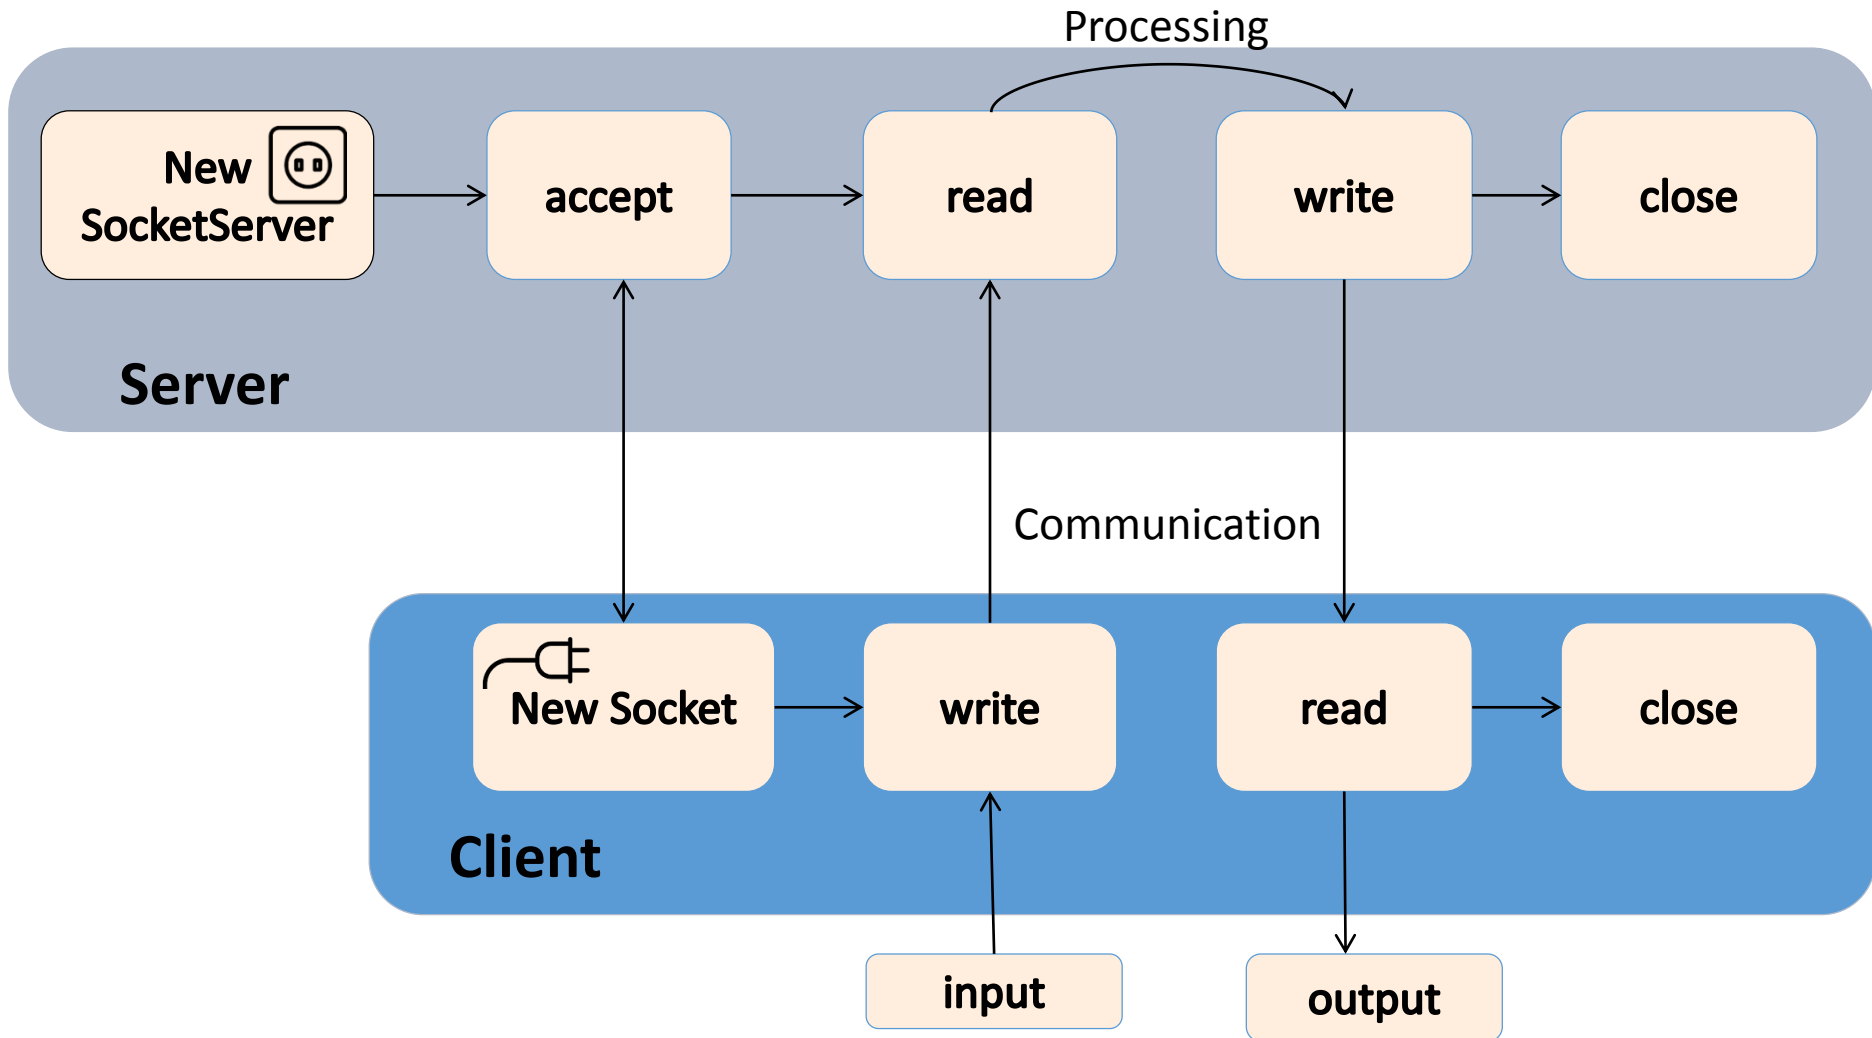 Processing
New
SocketServer
accept
read
write
close
Server
Communication
New Socket
write
read
close
Client
input
output